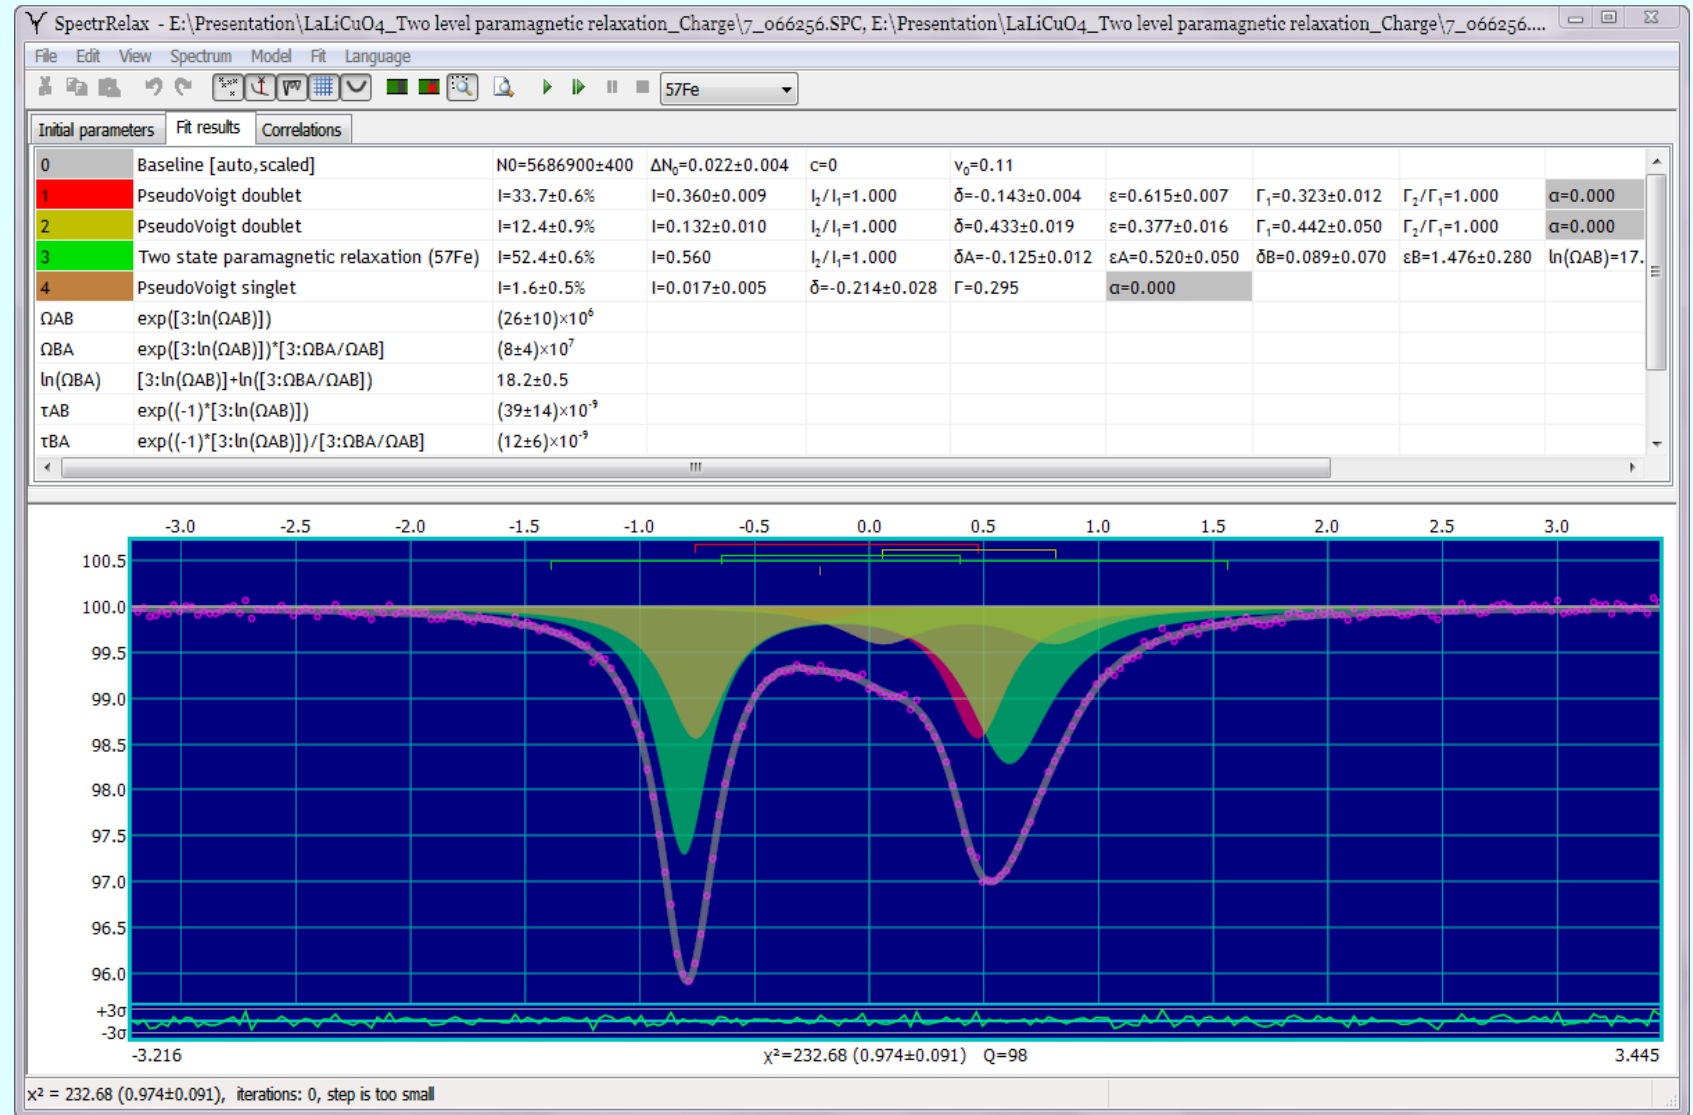 SpectrRelax - E:\Presentation\LaLiCuO4_Two level paramagnetic relaxation_Charge\7_066256.SPC, E:\Presentation\LaLiCuO4_Two level paramagnetic relaxation_Charge\7_066256....
File Edit View Spectrum Model Fit Language
57Fe
Initial parameters Fit results Correlations
0 Baseline [auto,scaled] N0=5686900±400 ΔN₀=0.022±0.004 c=0 v₀=0.11
1 PseudoVoigt doublet I=33.7±0.6% I=0.360±0.009 I₂/I₁=1.000 δ=-0.143±0.004 ε=0.615±0.007 Γ₁=0.323±0.012 Γ₂/Γ₁=1.000 α=0.000
2 PseudoVoigt doublet I=12.4±0.9% I=0.132±0.010 I₂/I₁=1.000 δ=0.433±0.019 ε=0.377±0.016 Γ₁=0.442±0.050 Γ₂/Γ₁=1.000 α=0.000
3 Two state paramagnetic relaxation (57Fe) I=52.4±0.6% I=0.560 I₂/I₁=1.000 δA=-0.125±0.012 εA=0.520±0.050 δB=0.089±0.070 εB=1.476±0.280 ln(ΩAB)=17.
4 PseudoVoigt singlet I=1.6±0.5% I=0.017±0.005 δ=-0.214±0.028 Γ=0.295 α=0.000
ΩAB exp([3:ln(ΩAB)]) (26±10)×10⁶
ΩBA exp([3:ln(ΩAB)])*[3:ΩBA/ΩAB] (8±4)×10⁷
ln(ΩBA) [3:ln(ΩAB)]+ln([3:ΩBA/ΩAB]) 18.2±0.5
τAB exp((-1)*[3:ln(ΩAB)]) (39±14)×10⁻⁹
τBA exp((-1)*[3:ln(ΩAB)])/[3:ΩBA/ΩAB] (12±6)×10⁻⁹
-3.0 -2.5 -2.0 -1.5 -1.0 -0.5 0.0 0.5 1.0 1.5 2.0 2.5 3.0
100.5
100.0
99.5
99.0
98.5
98.0
97.5
97.0
96.5
96.0
+3σ
-3σ
-3.216 χ²=232.68 (0.974±0.091) Q=98 3.445
χ² = 232.68 (0.974±0.091), iterations: 0, step is too small